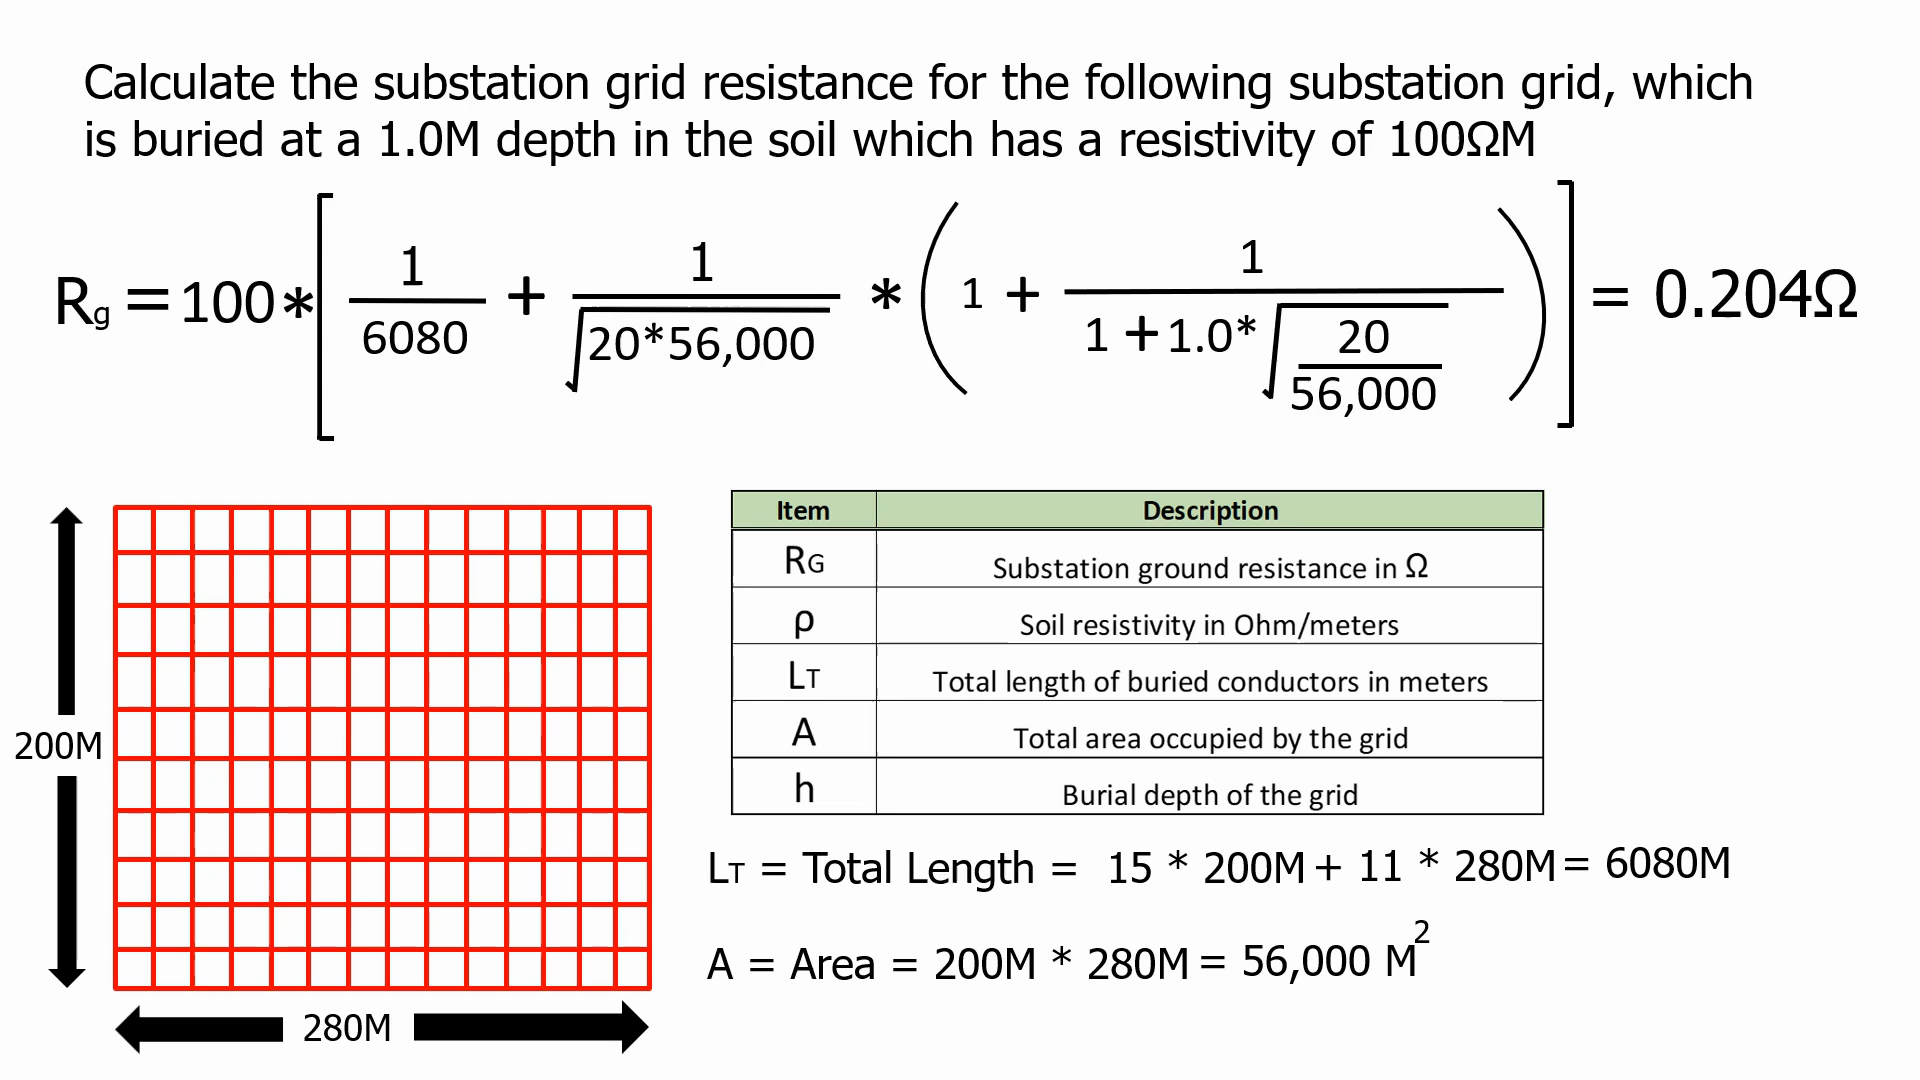 Calculate the substation grid resistance for the following substation grid, which
is buried at a 1.0M depth in the soil which has a resistivity of 100ΩM
Rg = 100 * [ 1/6080 + 1/√(20*56,000) * ( 1 + 1/(1 + 1.0* √(20/56,000)) ) ] = 0.204Ω
200M
280M
Item Description
RG Substation ground resistance in Ω
ρ Soil resistivity in Ohm/meters
LT Total length of buried conductors in meters
A Total area occupied by the grid
h Burial depth of the grid
LT = Total Length = 15 * 200M + 11 * 280M = 6080M
A = Area = 200M * 280M = 56,000 M²